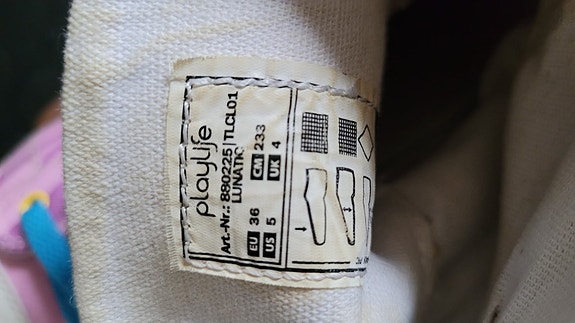 playlife
Art.-Nr.: 880225|TLCL01
LUNATIC
EU 36 CM 233
US 5 UK 4